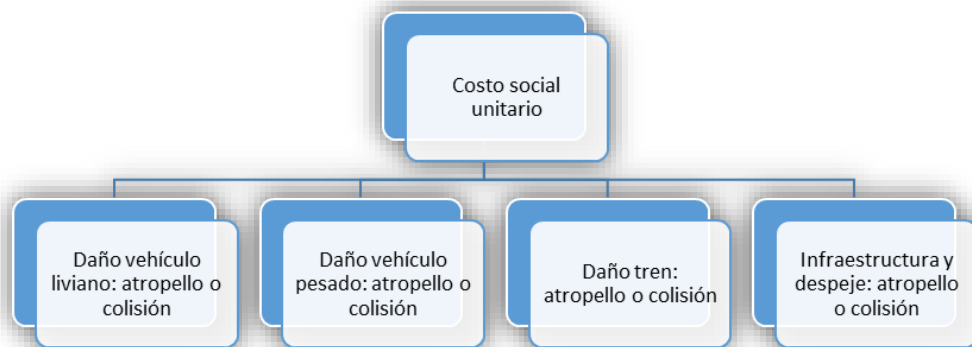 Costo social
unitario
Daño vehículo
liviano: atropello o
colisión
Daño vehículo
pesado: atropello o
colisión
Daño tren:
atropello o colisión
Infraestructura y
despeje: atropello
o colisión